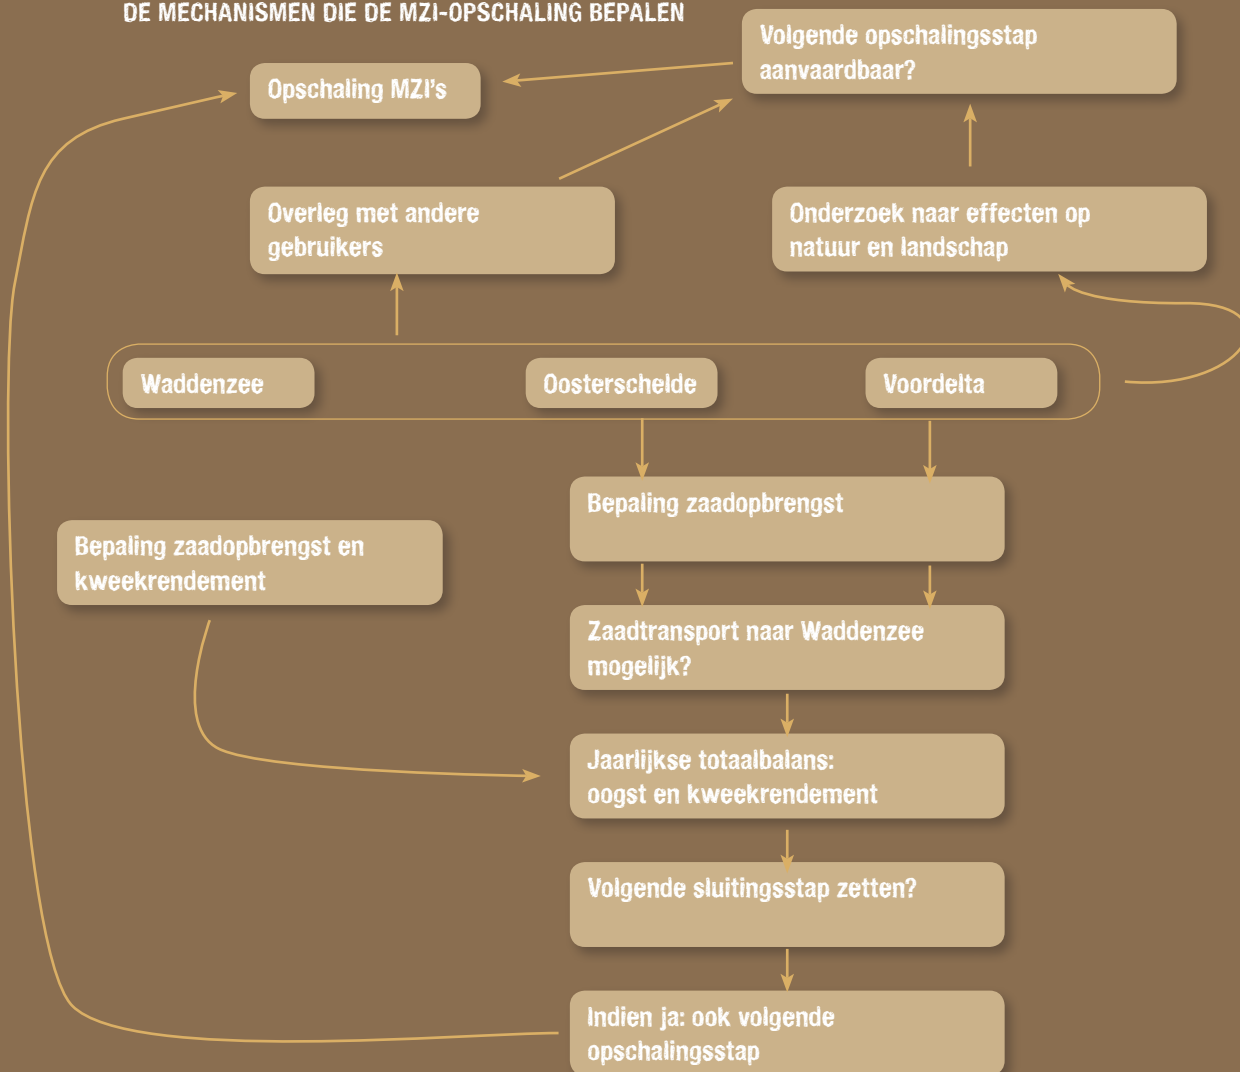 DE MECHANISMEN DIE DE MZI-OPSCHALING BEPALEN
Volgende opschalingsstap
aanvaardbaar?
Opschaling MZI's
Overleg met andere
gebruikers
Onderzoek naar effecten op
natuur en landschap
Waddenzee
Oosterschelde
Voordelta
Bepaling zaadopbrengst
Bepaling zaadopbrengst en
kweekrendement
Zaadtransport naar Waddenzee
mogelijk?
Jaarlijkse totaalbalans:
oogst en kweekrendement
Volgende sluitingsstap zetten?
Indien ja: ook volgende
opschalingsstap